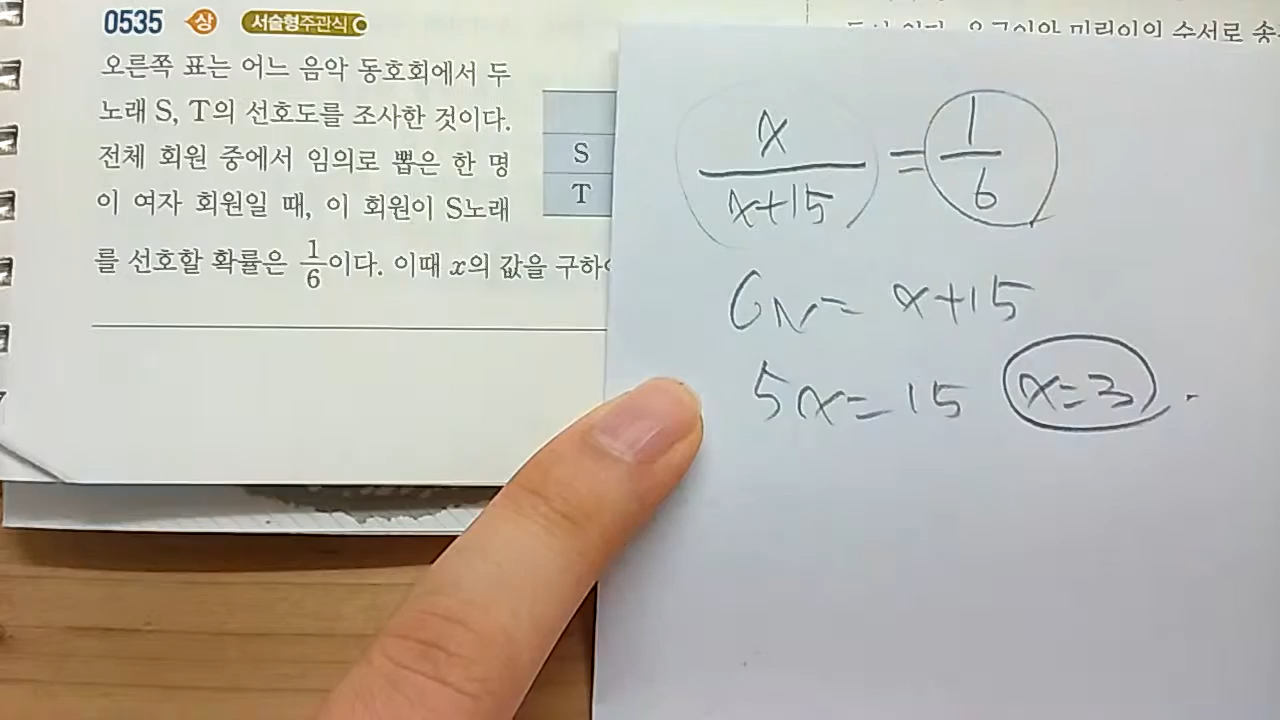 0535 상 서술형주관식
오른쪽 표는 어느 음악 동호회에서 두
노래 S, T의 선호도를 조사한 것이다.
전체 회원 중에서 임의로 뽑은 한 명
이 여자 회원일 때, 이 회원이 S노래
를 선호할 확률은 1/6이다. 이때 x의 값을 구하
S
T
수서로
x/(x+15) = 1/6
6x = x+15
5x = 15 x=3.